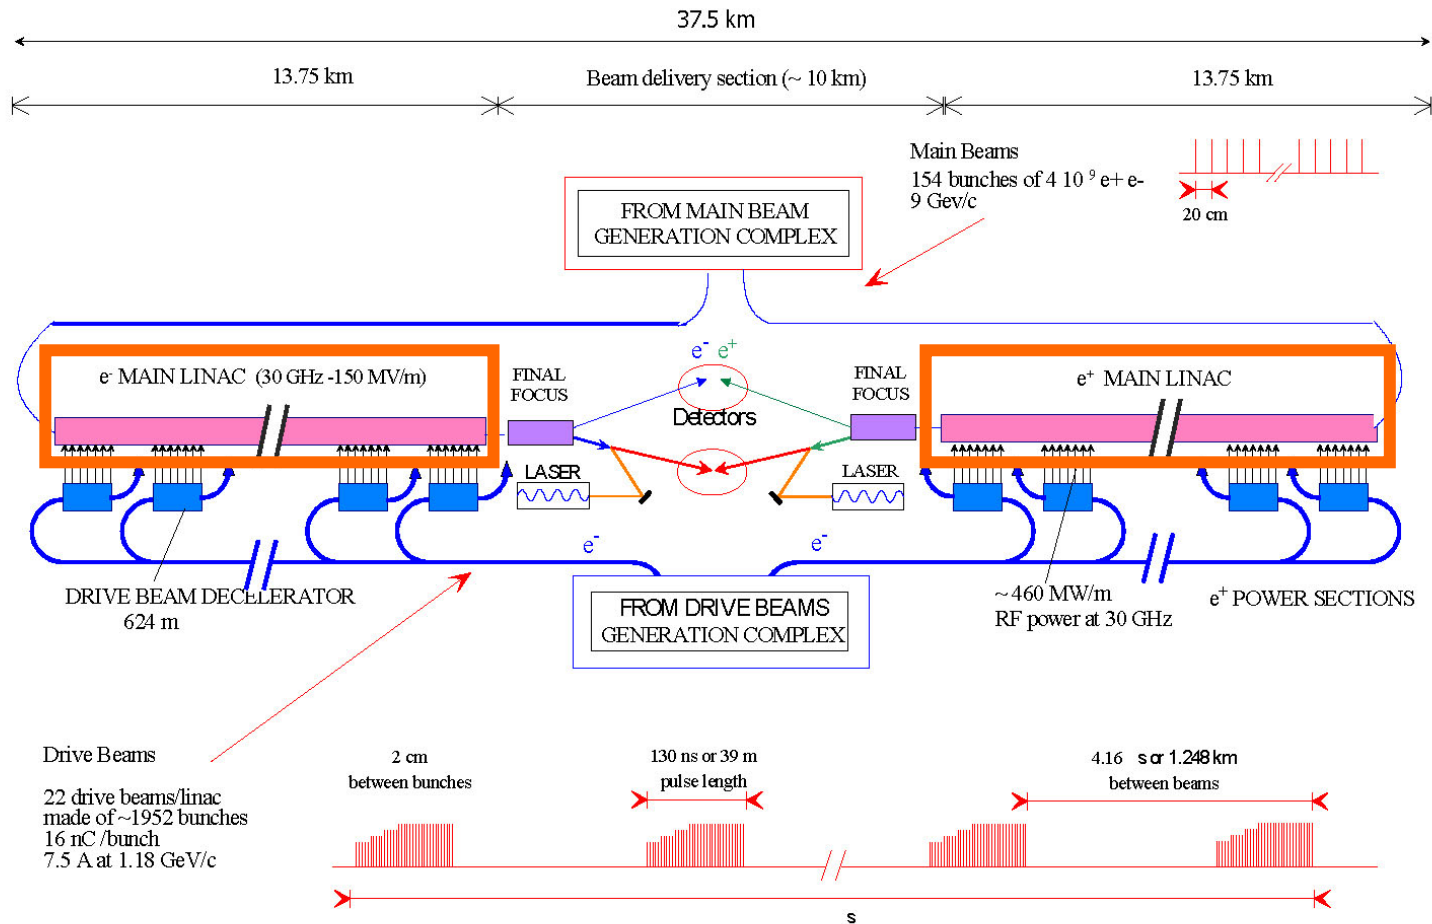 37.5 km
13.75 km
Beam delivery section (~ 10 km)
13.75 km
Main Beams
154 bunches of 4 10 ⁹ e+ e-
9 Gev/c
20 cm
FROM MAIN BEAM
GENERATION COMPLEX
e⁻ MAIN LINAC (30 GHz -150 MV/m)
FINAL
FOCUS
e⁻ e⁺
Detectors
FINAL
FOCUS
e⁺ MAIN LINAC
LASER
LASER
e⁻
e⁻
DRIVE BEAM DECELERATOR
624 m
FROM DRIVE BEAMS
GENERATION COMPLEX
~ 460 MW/m
RF power at 30 GHz
e⁺ POWER SECTIONS
Drive Beams
22 drive beams/linac
made of ~1952 bunches
16 nC /bunch
7.5 A at 1.18 GeV/c
2 cm
between bunches
130 ns or 39 m
pulse length
4.16 s or 1.248 km
between beams
s